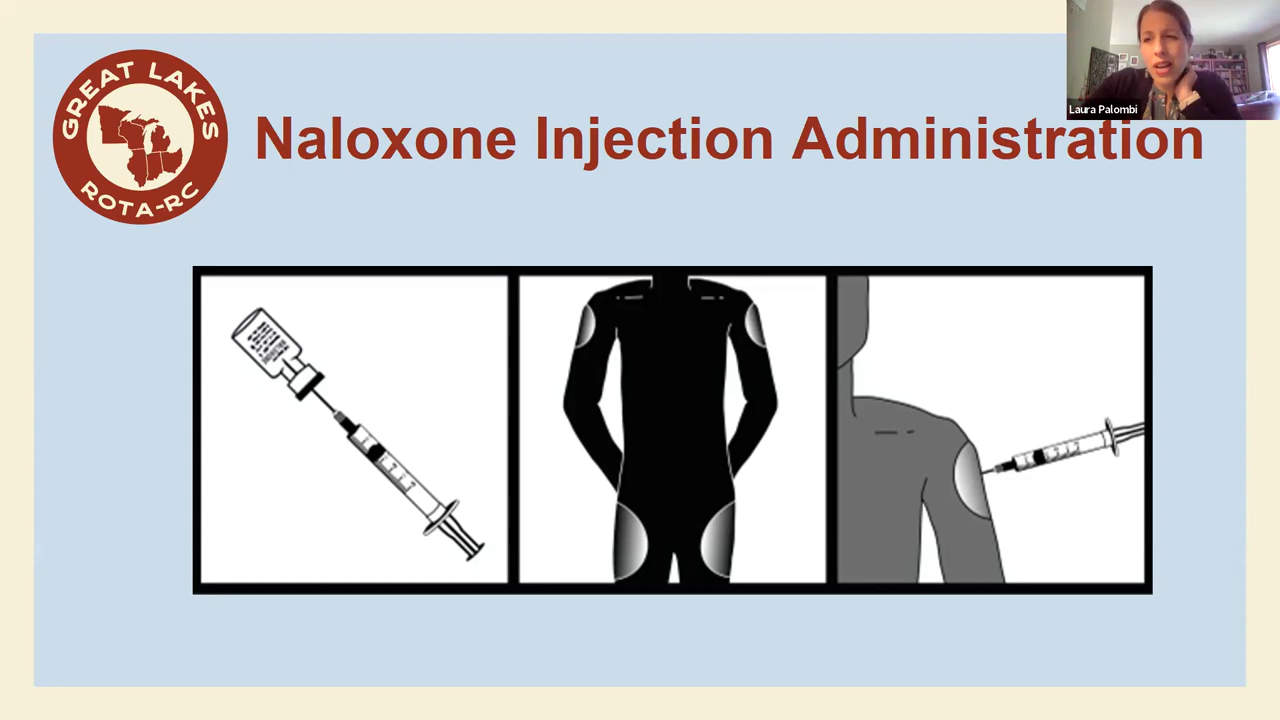 GREAT LAKES
ROTA-RC
Naloxone Injection Administration
Laura Palombi